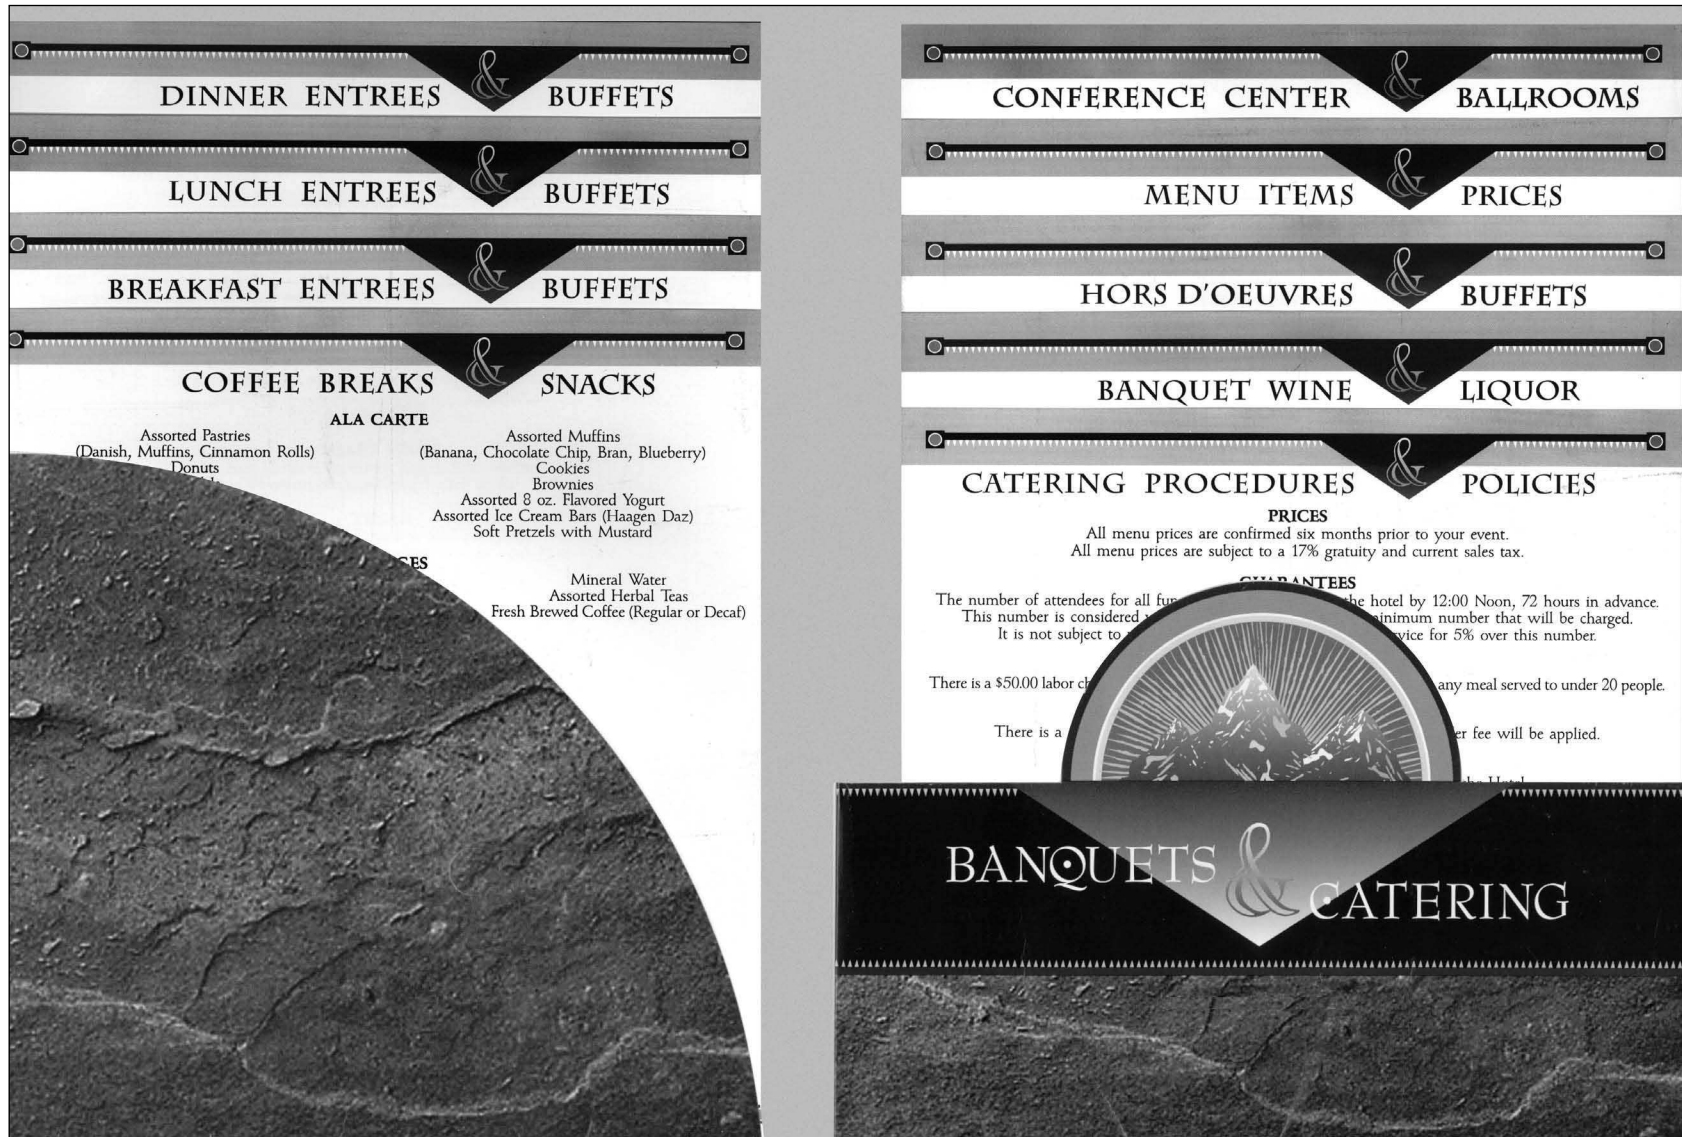 DINNER ENTREES & BUFFETS
LUNCH ENTREES & BUFFETS
BREAKFAST ENTREES & BUFFETS
COFFEE BREAKS & SNACKS
ALA CARTE
Assorted Pastries
(Danish, Muffins, Cinnamon Rolls)
Donuts
Assorted Muffins
(Banana, Chocolate Chip, Bran, Blueberry)
Cookies
Brownies
Assorted 8 oz. Flavored Yogurt
Assorted Ice Cream Bars (Haagen Daz)
Soft Pretzels with Mustard
Mineral Water
Assorted Herbal Teas
Fresh Brewed Coffee (Regular or Decaf)
CONFERENCE CENTER & BALLROOMS
MENU ITEMS & PRICES
HORS D'OEUVRES & BUFFETS
BANQUET WINE & LIQUOR
CATERING PROCEDURES & POLICIES
PRICES
All menu prices are confirmed six months prior to your event.
All menu prices are subject to a 17% gratuity and current sales tax.
GUARANTEES
The number of attendees for all the hotel by 12:00 Noon, 72 hours in advance.
This number is considered minimum number that will be charged.
It is not subject to for 5% over this number.
There is a $50.00 labor any meal served to under 20 people.
There is a fee will be applied.
Hotel
BANQUETS & CATERING